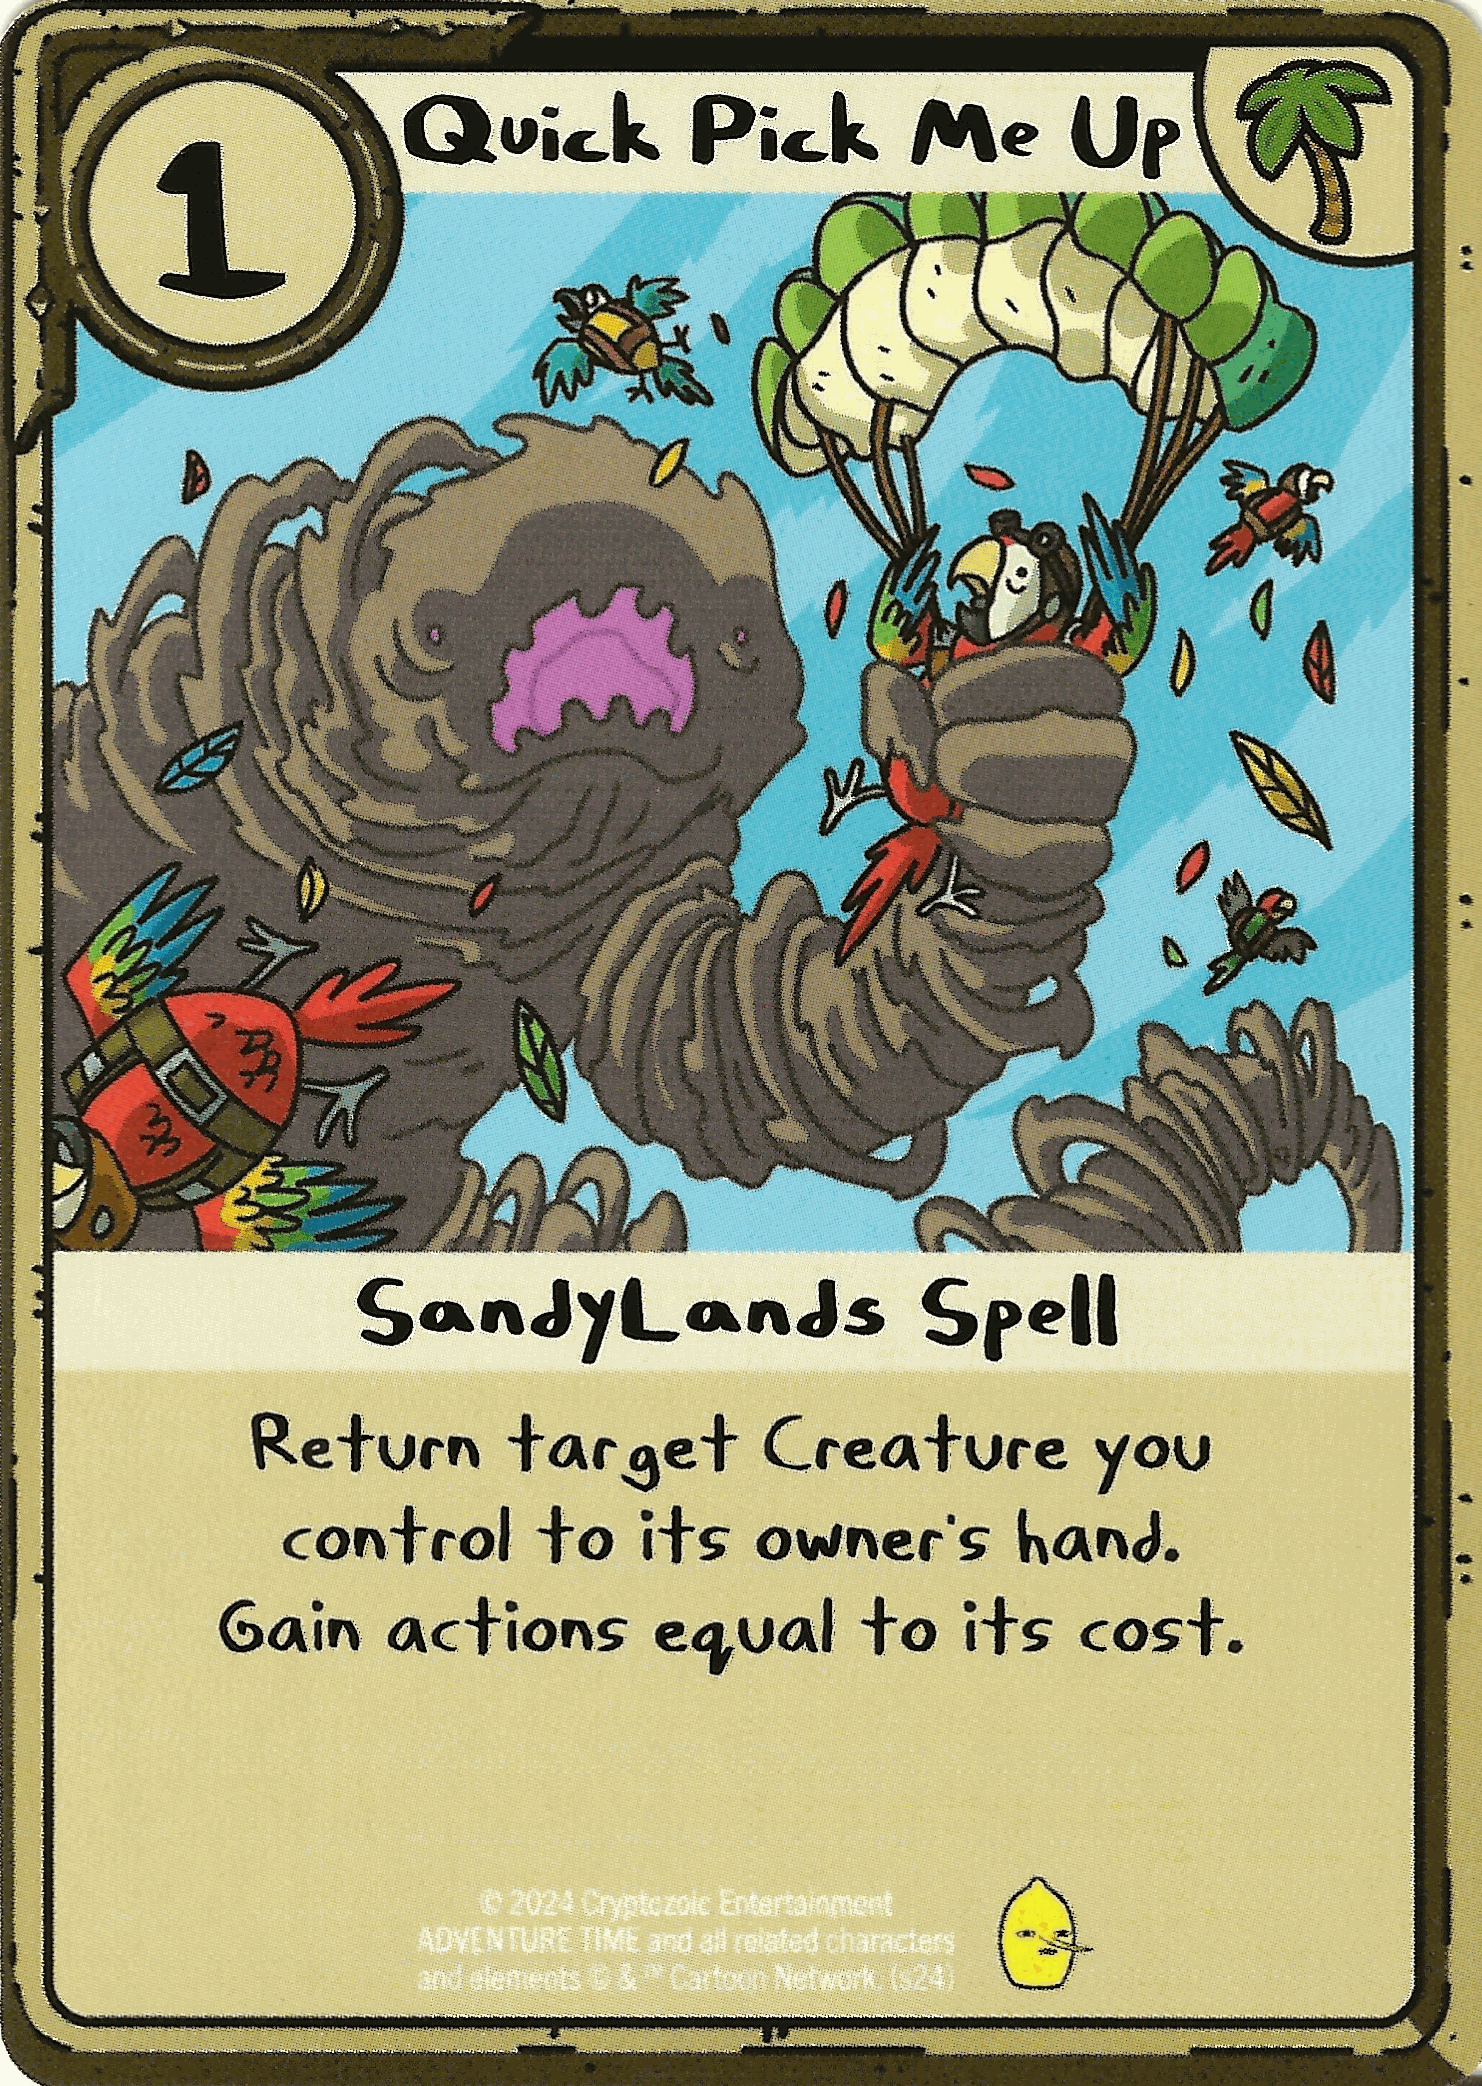 1
Quick Pick Me Up
SandyLands Spell
Return target Creature you
control to its owner's hand.
Gain actions equal to its cost.
© 2024 Cryptozoic Entertainment
ADVENTURE TIME and all related characters
and elements © & ™ Cartoon Network. (s24)